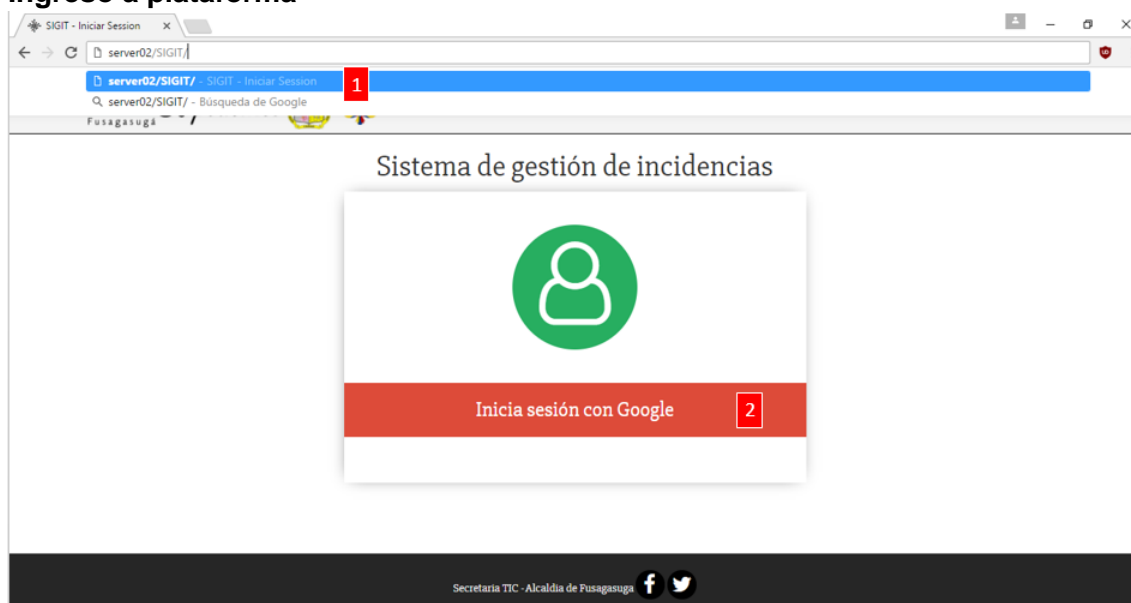 Ingreso a plataforma
SIGIT - Iniciar Session
server02/SIGIT/
server02/SIGIT/ - SIGIT - Iniciar Session
1
server02/SIGIT/ - Búsqueda de Google
Fusagasugá
Sistema de gestión de incidencias
Inicia sesión con Google
2
Secretaria TIC - Alcaldia de Fusagasuga